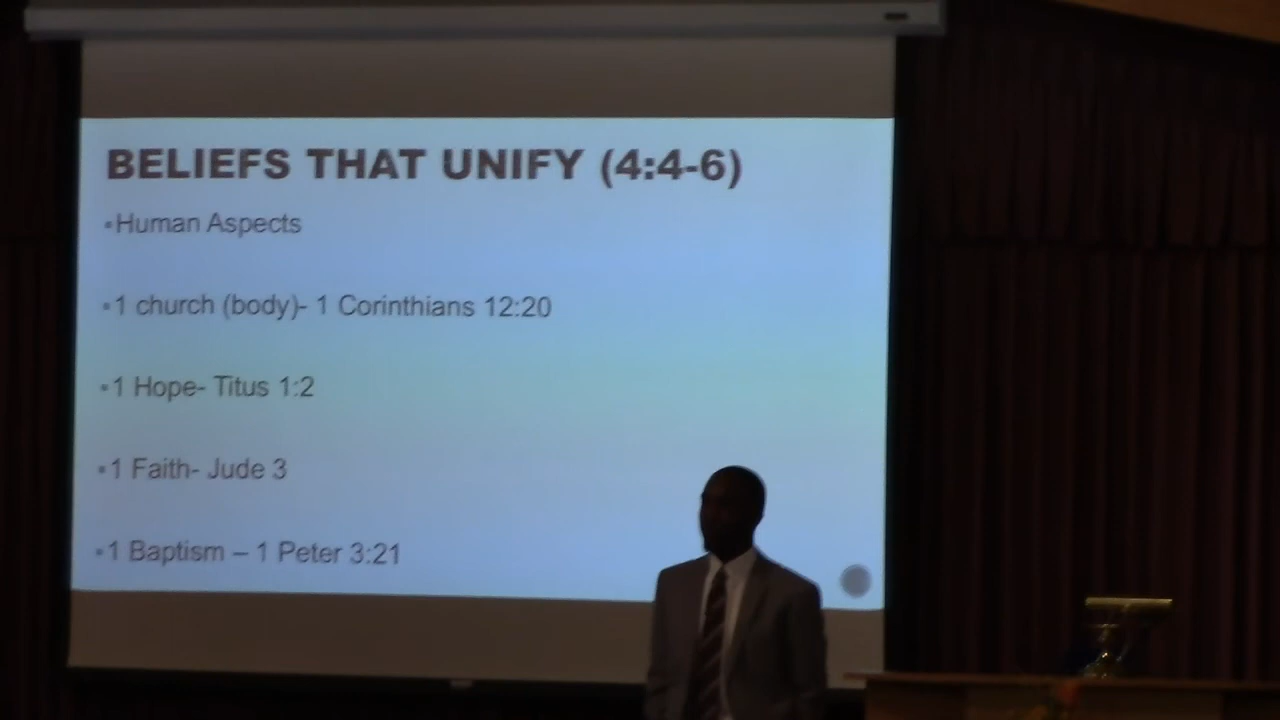 BELIEFS THAT UNIFY (4:4-6)
▪Human Aspects
▪1 church (body)- 1 Corinthians 12:20
▪1 Hope- Titus 1:2
▪1 Faith- Jude 3
▪1 Baptism – 1 Peter 3:21